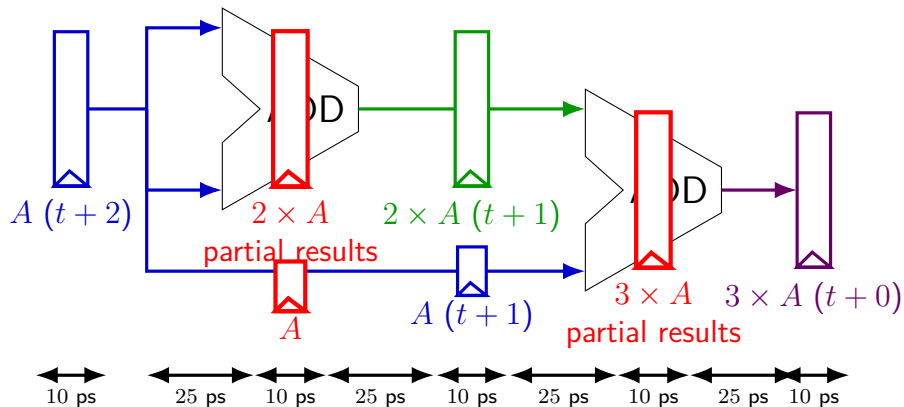 ADD
ADD
A (t + 2)
2 × A
partial results
2 × A (t + 1)
A
A (t + 1)
3 × A
partial results
3 × A (t + 0)
10 ps
25 ps
10 ps
25 ps
10 ps
25 ps
10 ps
25 ps
10 ps